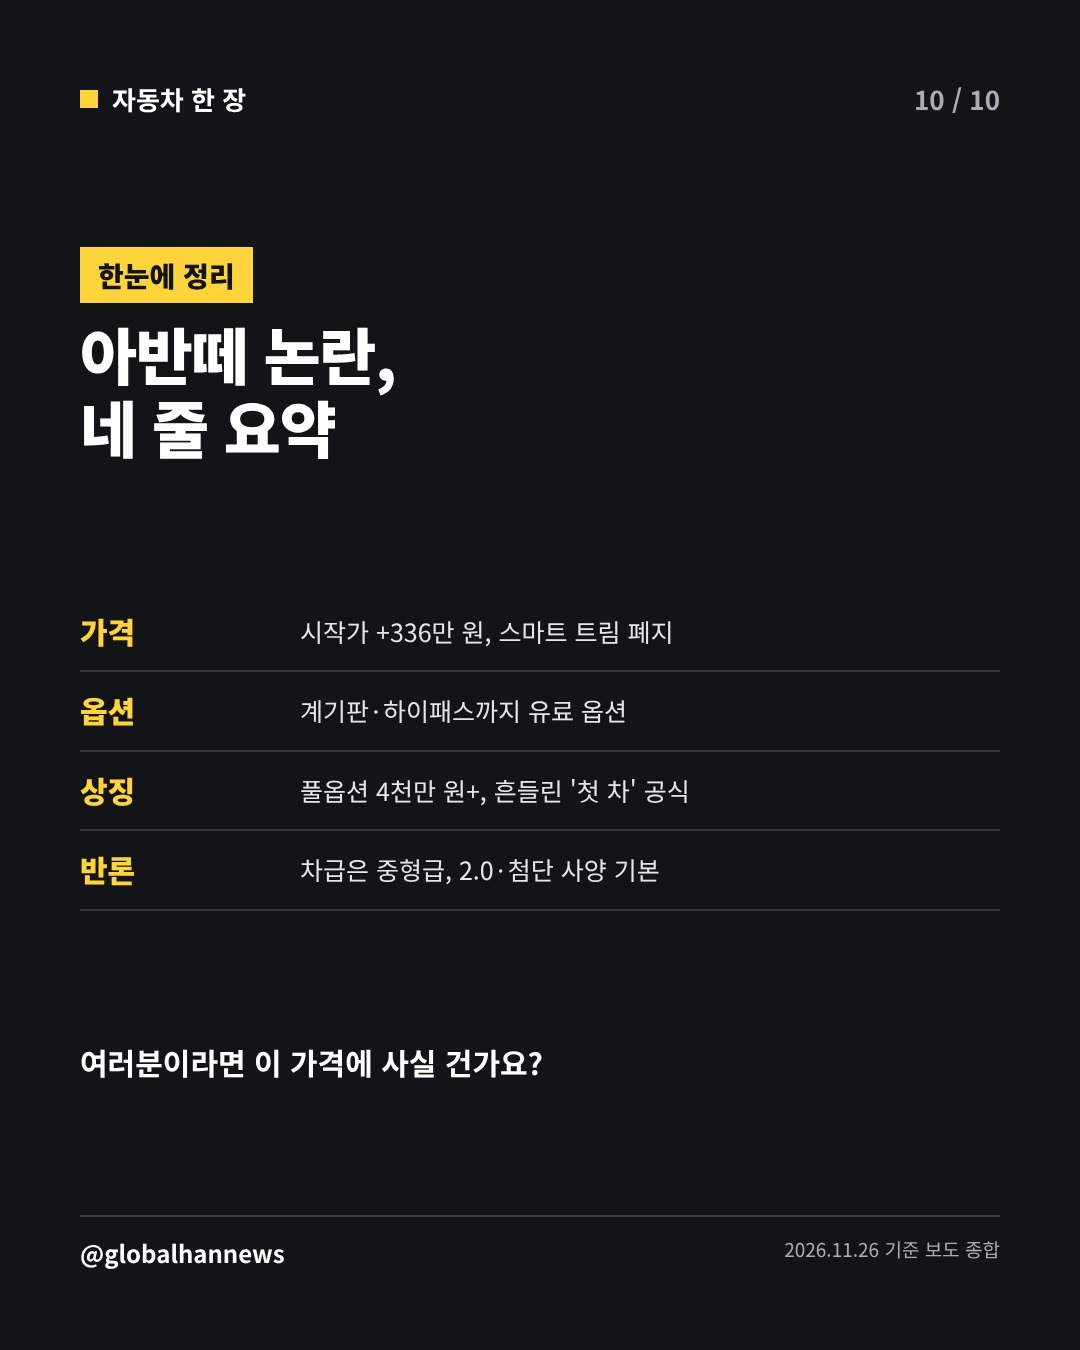 자동차 한 장
10 / 10
한눈에 정리
아반떼 논란,
네 줄 요약
가격 시작가 +336만 원, 스마트 트림 폐지
옵션 계기판·하이패스까지 유료 옵션
상징 풀옵션 4천만 원+, 흔들린 '첫 차' 공식
반론 차급은 중형급, 2.0·첨단 사양 기본
여러분이라면 이 가격에 사실 건가요?
@globalhannews
2026.11.26 기준 보도 종합